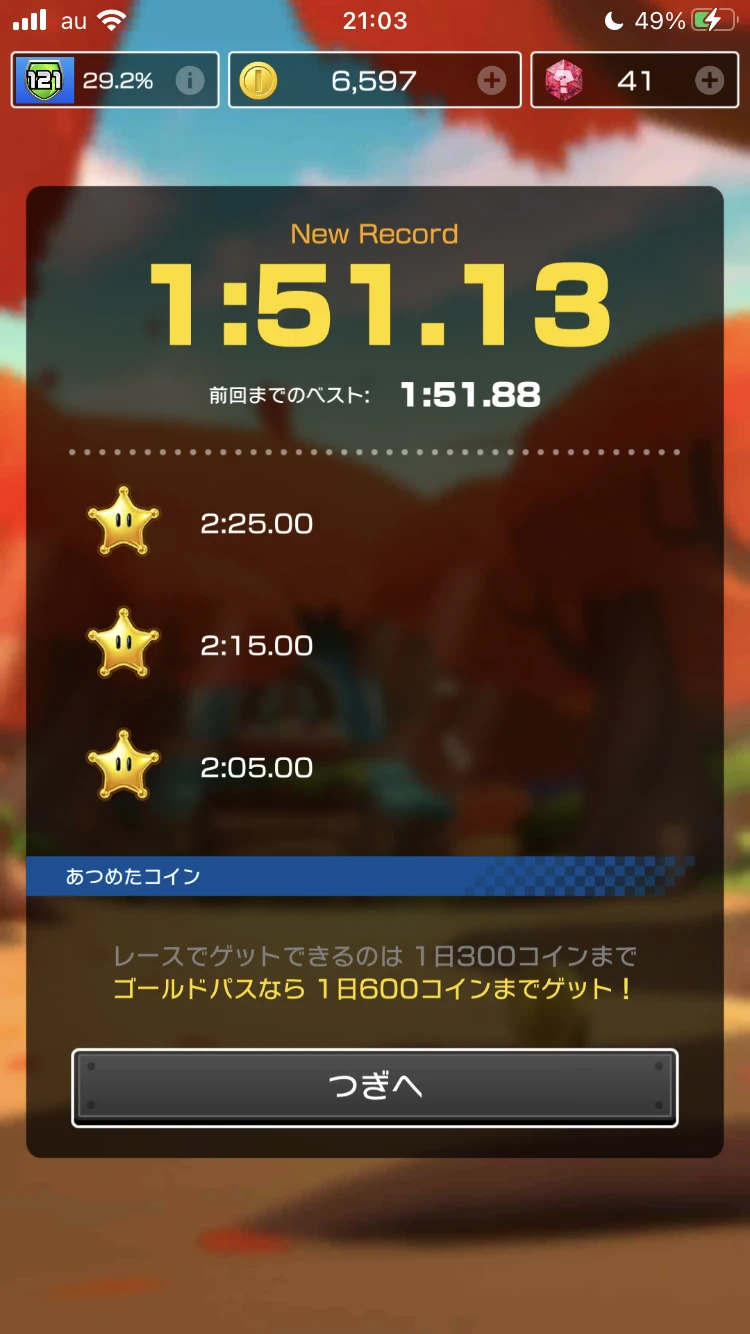 au 21:03 49%
121 29.2% 6,597 41
New Record
1:51.13
前回までのベスト: 1:51.88
2:25.00
2:15.00
2:05.00
あつめたコイン
レースでゲットできるのは 1日300コインまで
ゴールドパスなら 1日600コインまでゲット！
つぎへ